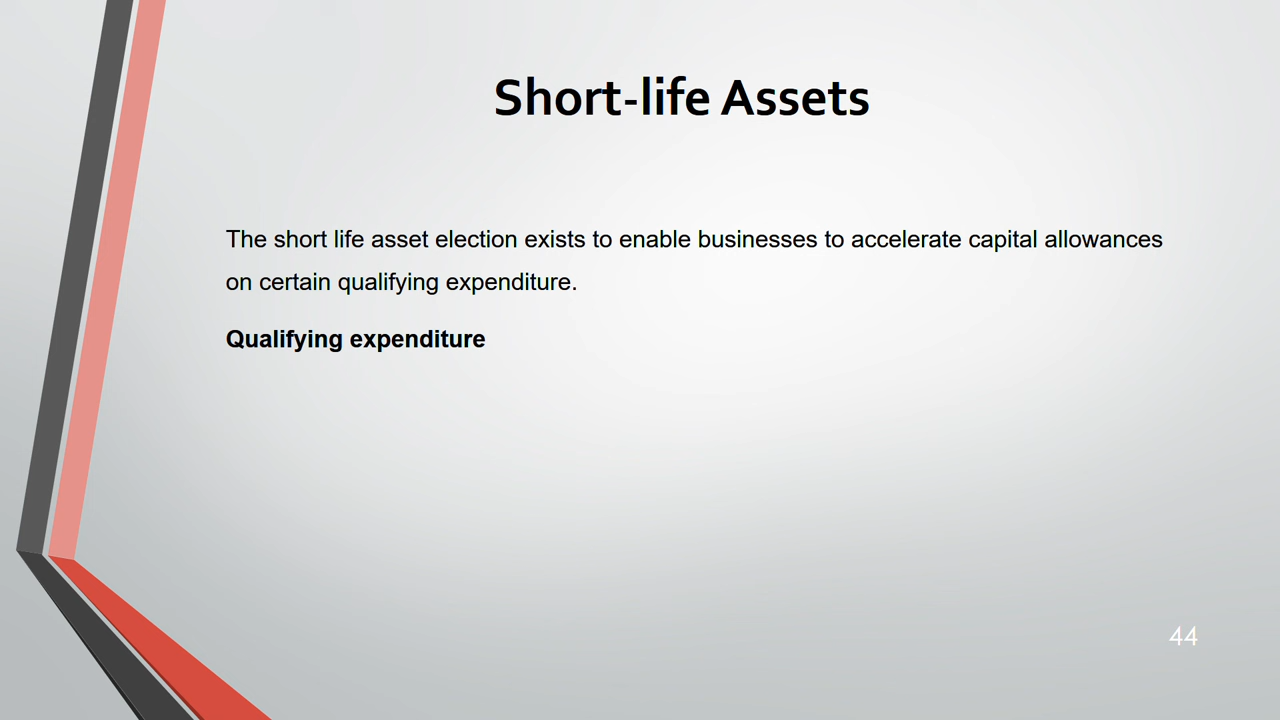 Short-life Assets
The short life asset election exists to enable businesses to accelerate capital allowances
on certain qualifying expenditure.
Qualifying expenditure
44